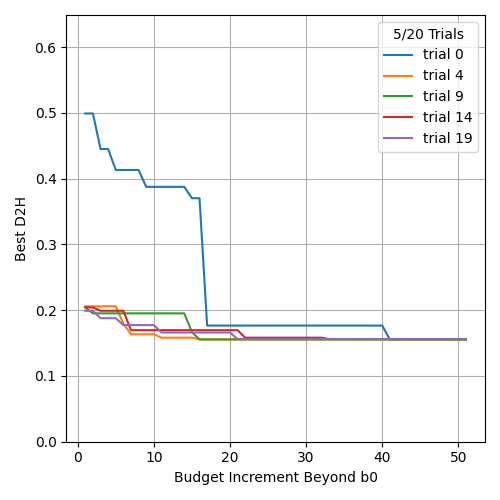 5/20 Trials
trial 0
trial 4
trial 9
trial 14
trial 19
Best D2H
0.6
0.5
0.4
0.3
0.2
0.1
0.0
0 10 20 30 40 50
Budget Increment Beyond b0